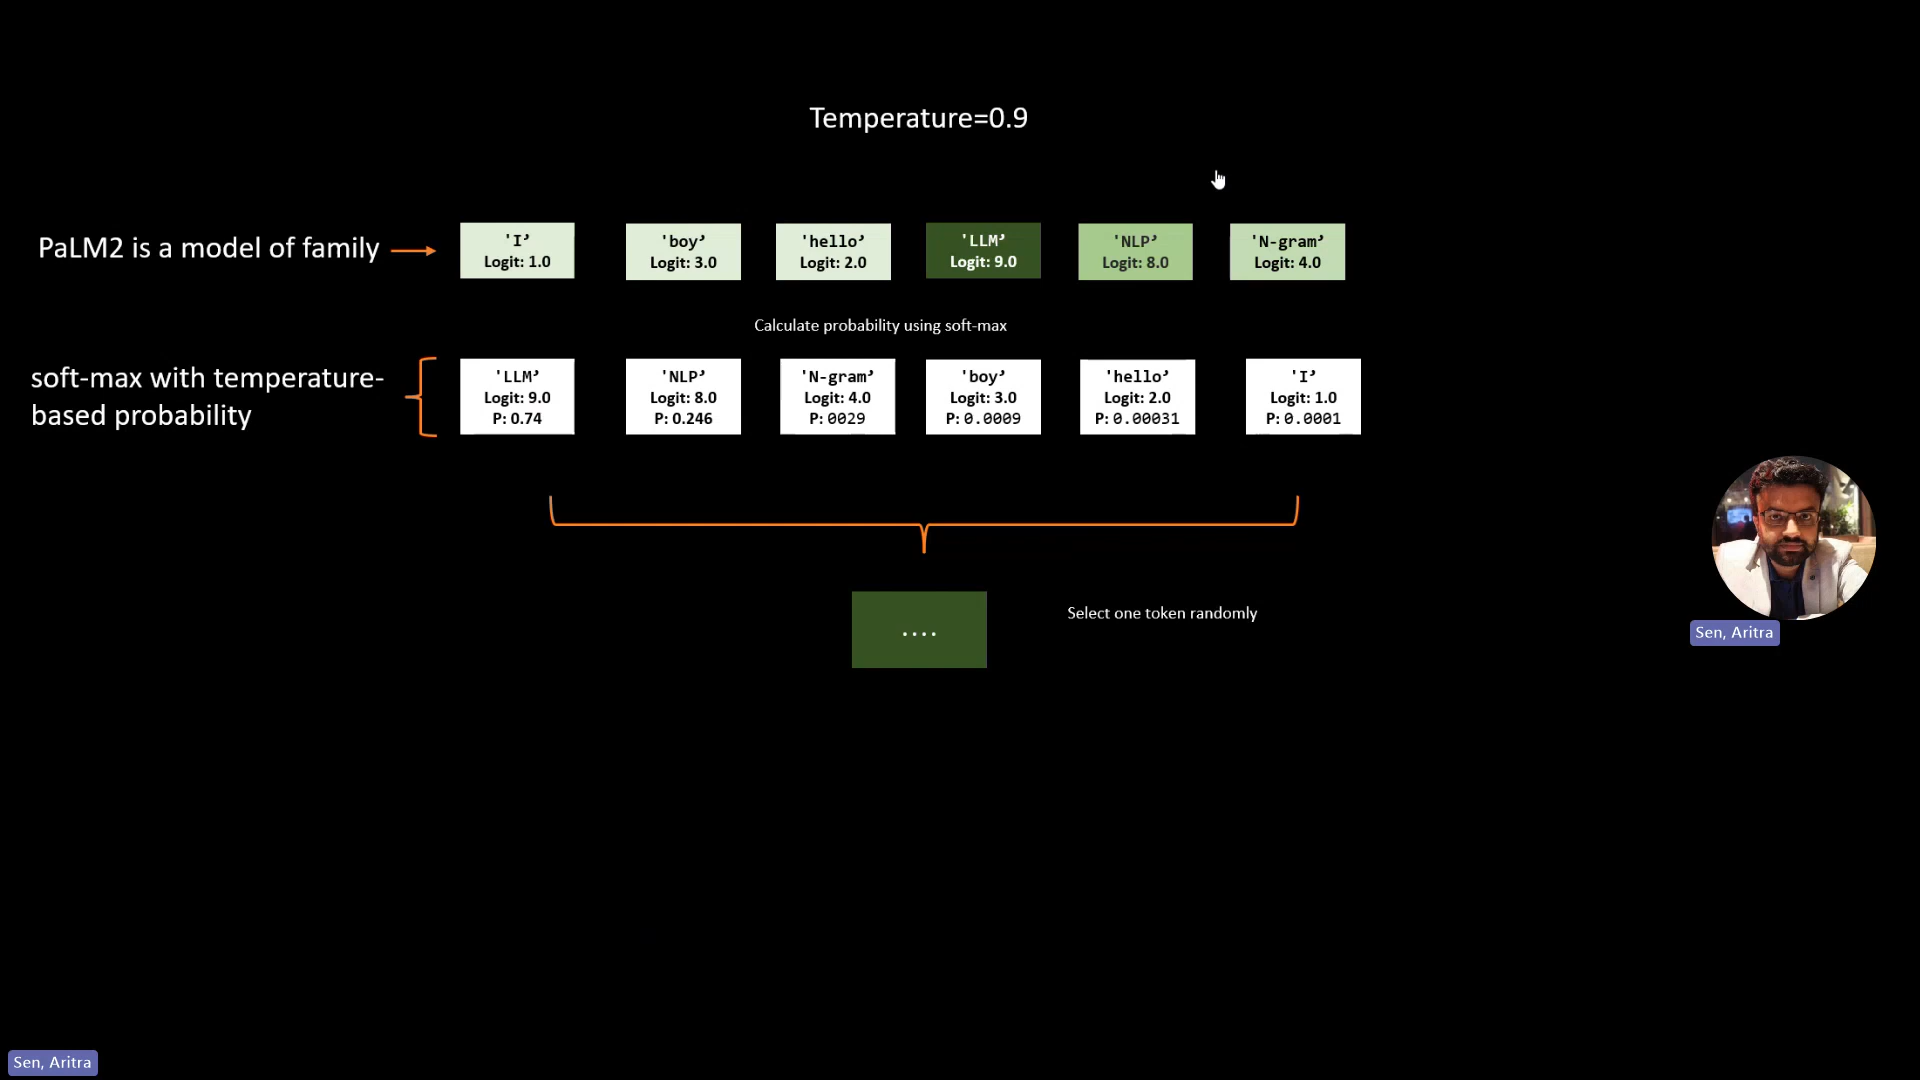 Temperature=0.9
PaLM2 is a model of family
'I’
Logit: 1.0
'boy’
Logit: 3.0
'hello’
Logit: 2.0
'LLM’
Logit: 9.0
'NLP’
Logit: 8.0
'N-gram’
Logit: 4.0
Calculate probability using soft-max
soft-max with temperature-
based probability
'LLM’
Logit: 9.0
P: 0.74
'NLP’
Logit: 8.0
P: 0.246
'N-gram’
Logit: 4.0
P: 0029
'boy’
Logit: 3.0
P: 0.0009
'hello’
Logit: 2.0
P: 0.00031
'I’
Logit: 1.0
P: 0.0001
....
Select one token randomly
Sen, Aritra
Sen, Aritra